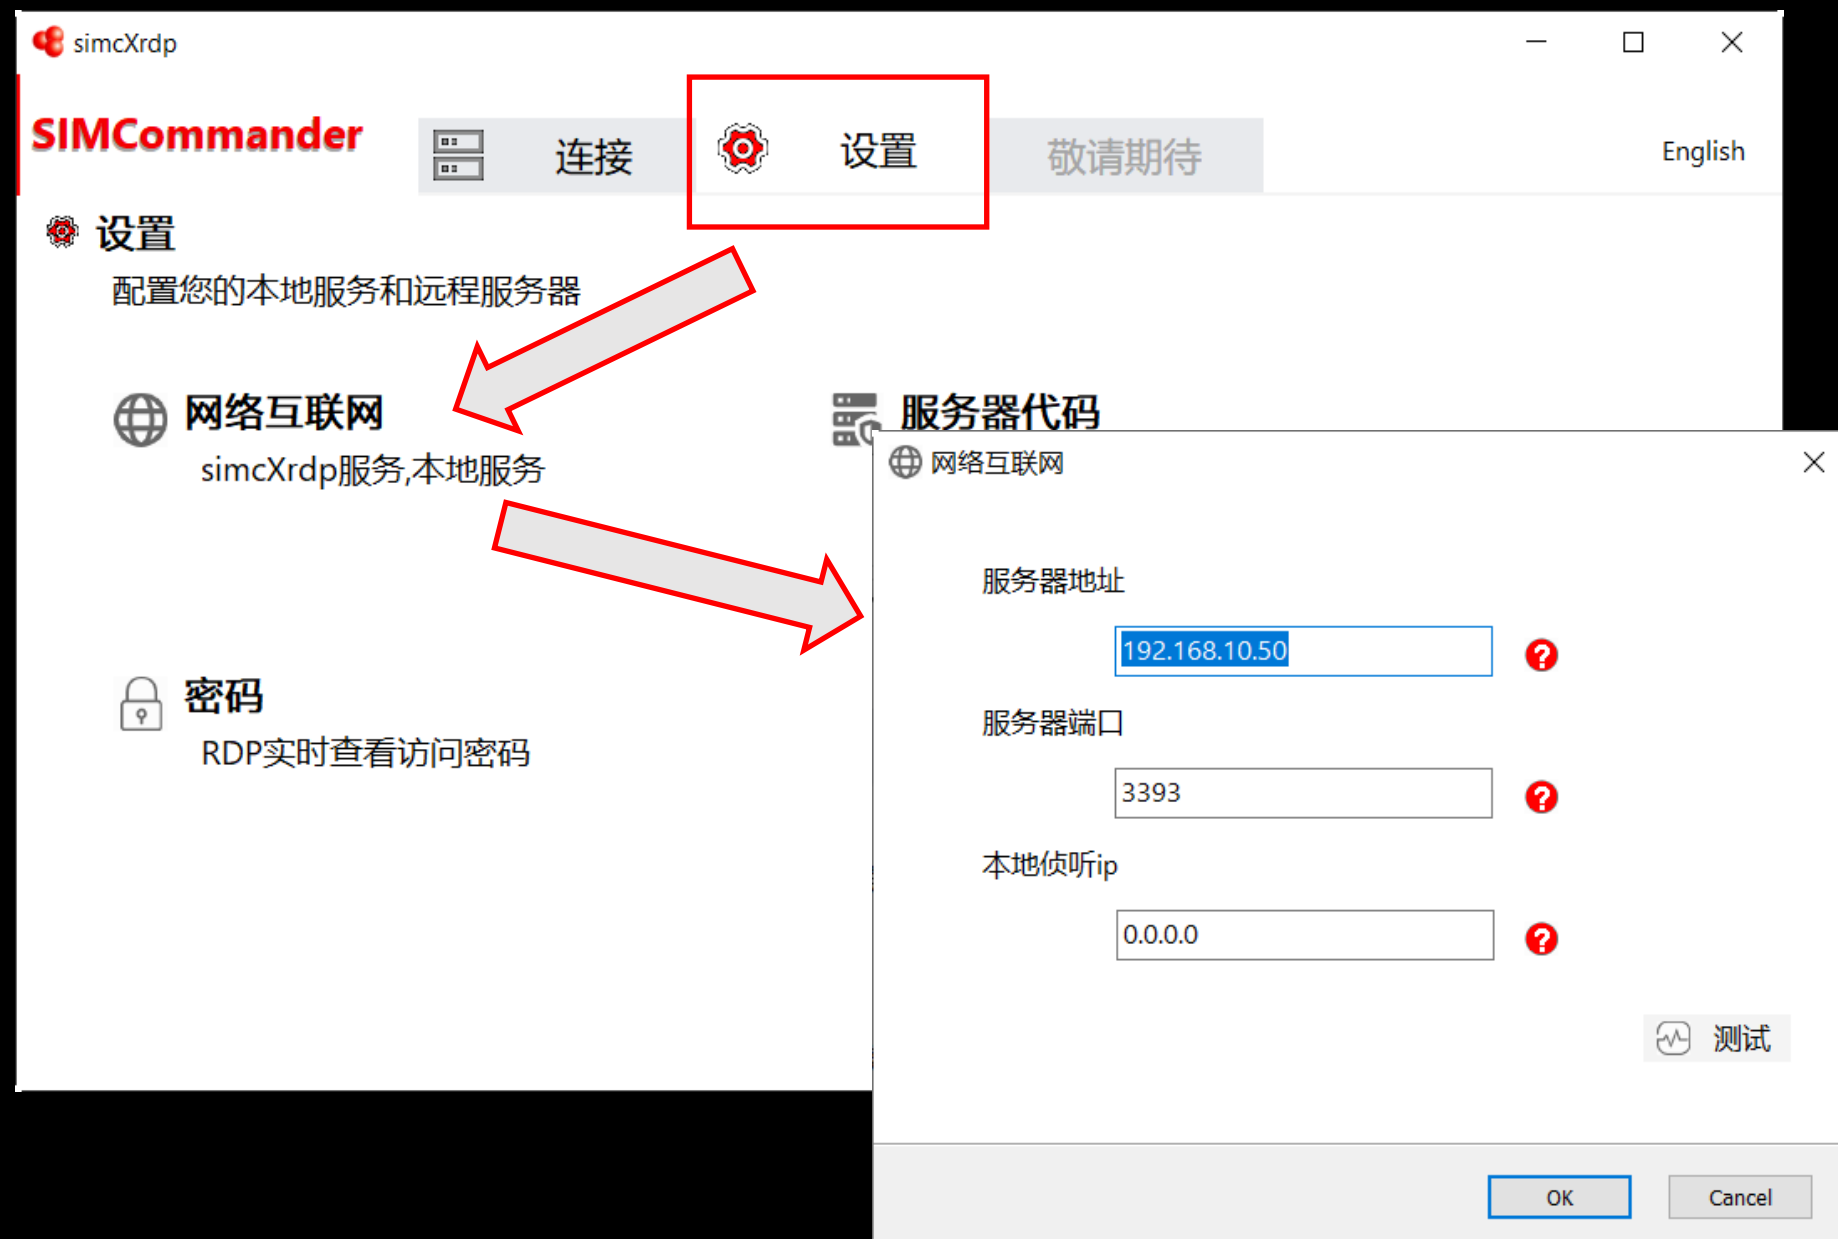 simcXrdp
SIMCommander
连接
设置
敬请期待
English
设置
配置您的本地服务和远程服务器
网络互联网
simcXrdp服务,本地服务
服务器代码
密码
RDP实时查看访问密码
网络互联网
服务器地址
192.168.10.50
服务器端口
3393
本地侦听ip
0.0.0.0
测试
OK
Cancel